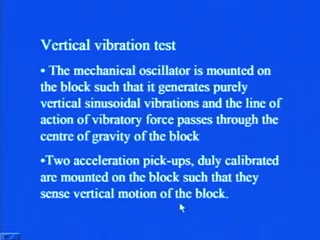 Vertical vibration test
• The mechanical oscillator is mounted on
the block such that it generates purely
vertical sinusoidal vibrations and the line of
action of vibratory force passes through the
centre of gravity of the block
•Two acceleration pick-ups, duly calibrated
are mounted on the block such that they
sense vertical motion of the block.